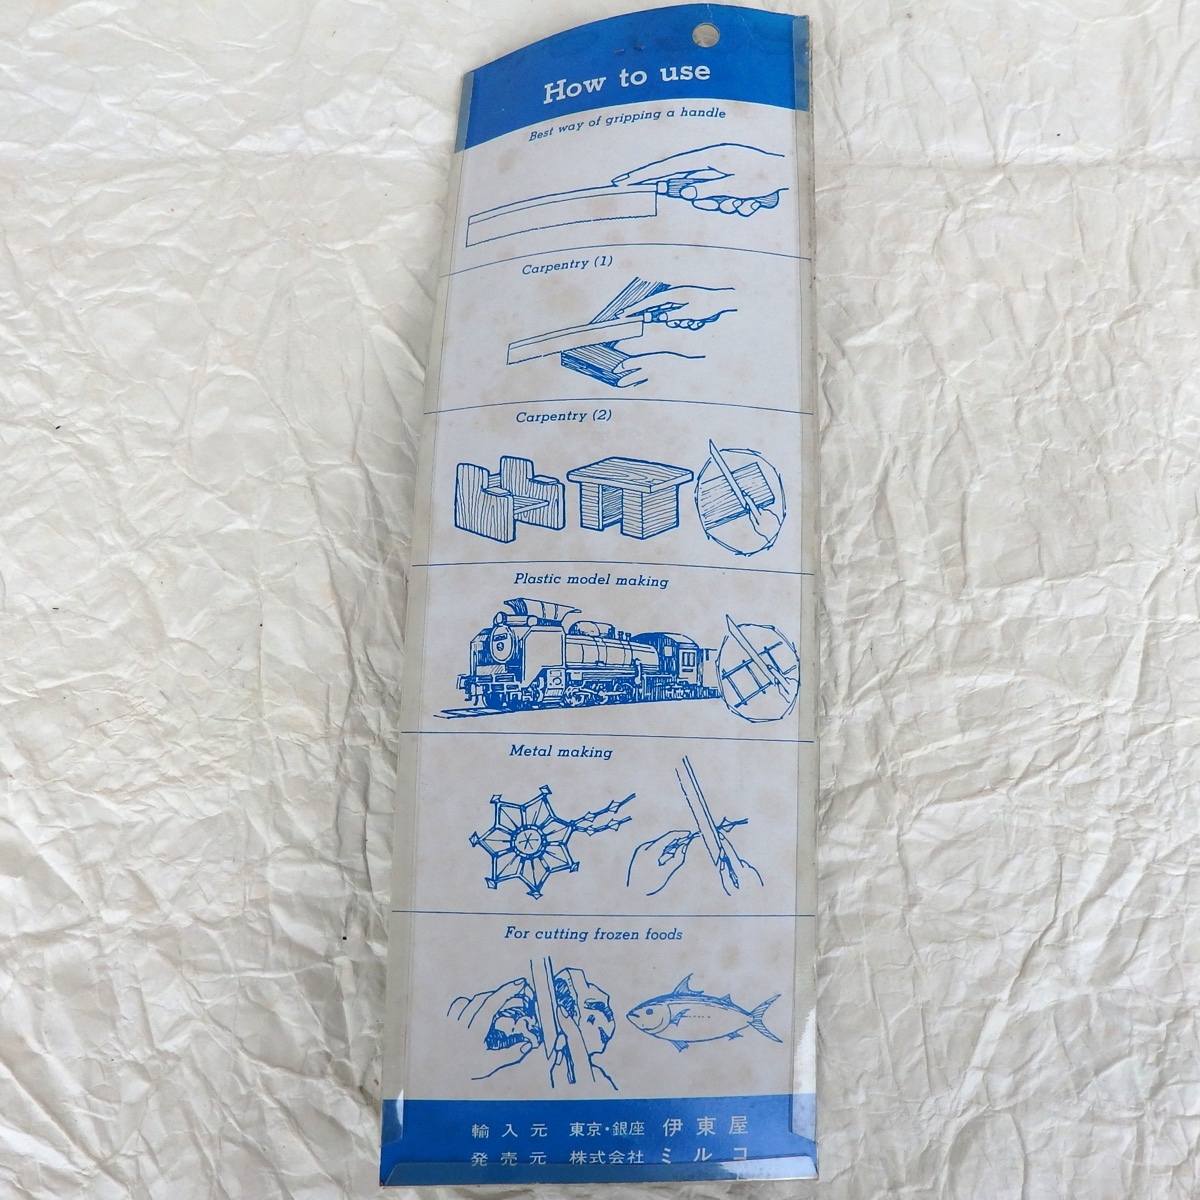 How to use
Best way of gripping a handle
Carpentry (1)
Carpentry (2)
Plastic model making
Metal making
For cutting frozen foods
輸入元 東京・銀座 伊東屋
発売元 株式会社 ミルコ